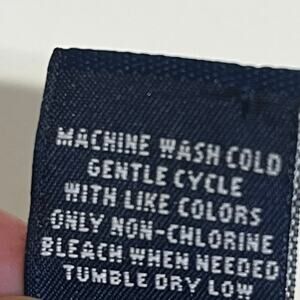 MACHINE WASH COLD
GENTLE CYCLE
WITH LIKE COLORS
ONLY NON-CHLORINE
BLEACH WHEN NEEDED
TUMBLE DRY LOW